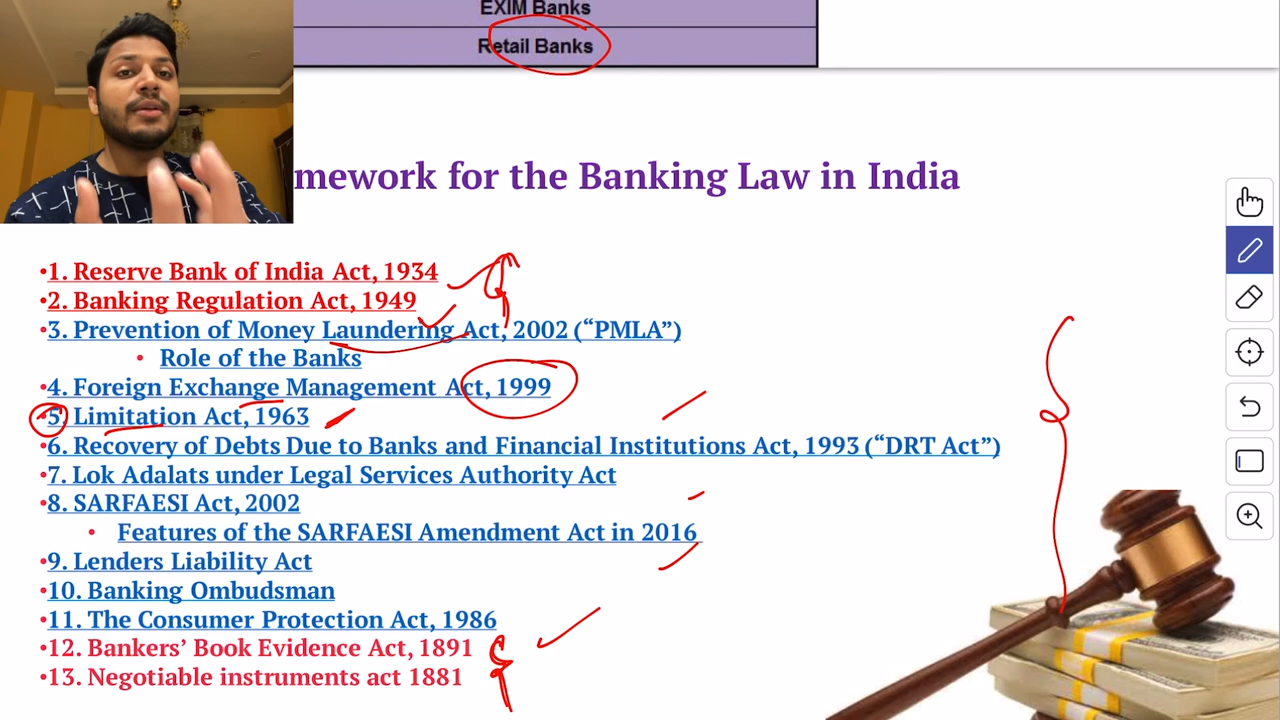 EXIM Banks
Retail Banks
mework for the Banking Law in India
•1. Reserve Bank of India Act, 1934
•2. Banking Regulation Act, 1949
•3. Prevention of Money Laundering Act, 2002 (“PMLA”)
• Role of the Banks
•4. Foreign Exchange Management Act, 1999
•5. Limitation Act, 1963
•6. Recovery of Debts Due to Banks and Financial Institutions Act, 1993 (“DRT Act”)
•7. Lok Adalats under Legal Services Authority Act
•8. SARFAESI Act, 2002
• Features of the SARFAESI Amendment Act in 2016
•9. Lenders Liability Act
•10. Banking Ombudsman
•11. The Consumer Protection Act, 1986
•12. Bankers’ Book Evidence Act, 1891
•13. Negotiable instruments act 1881